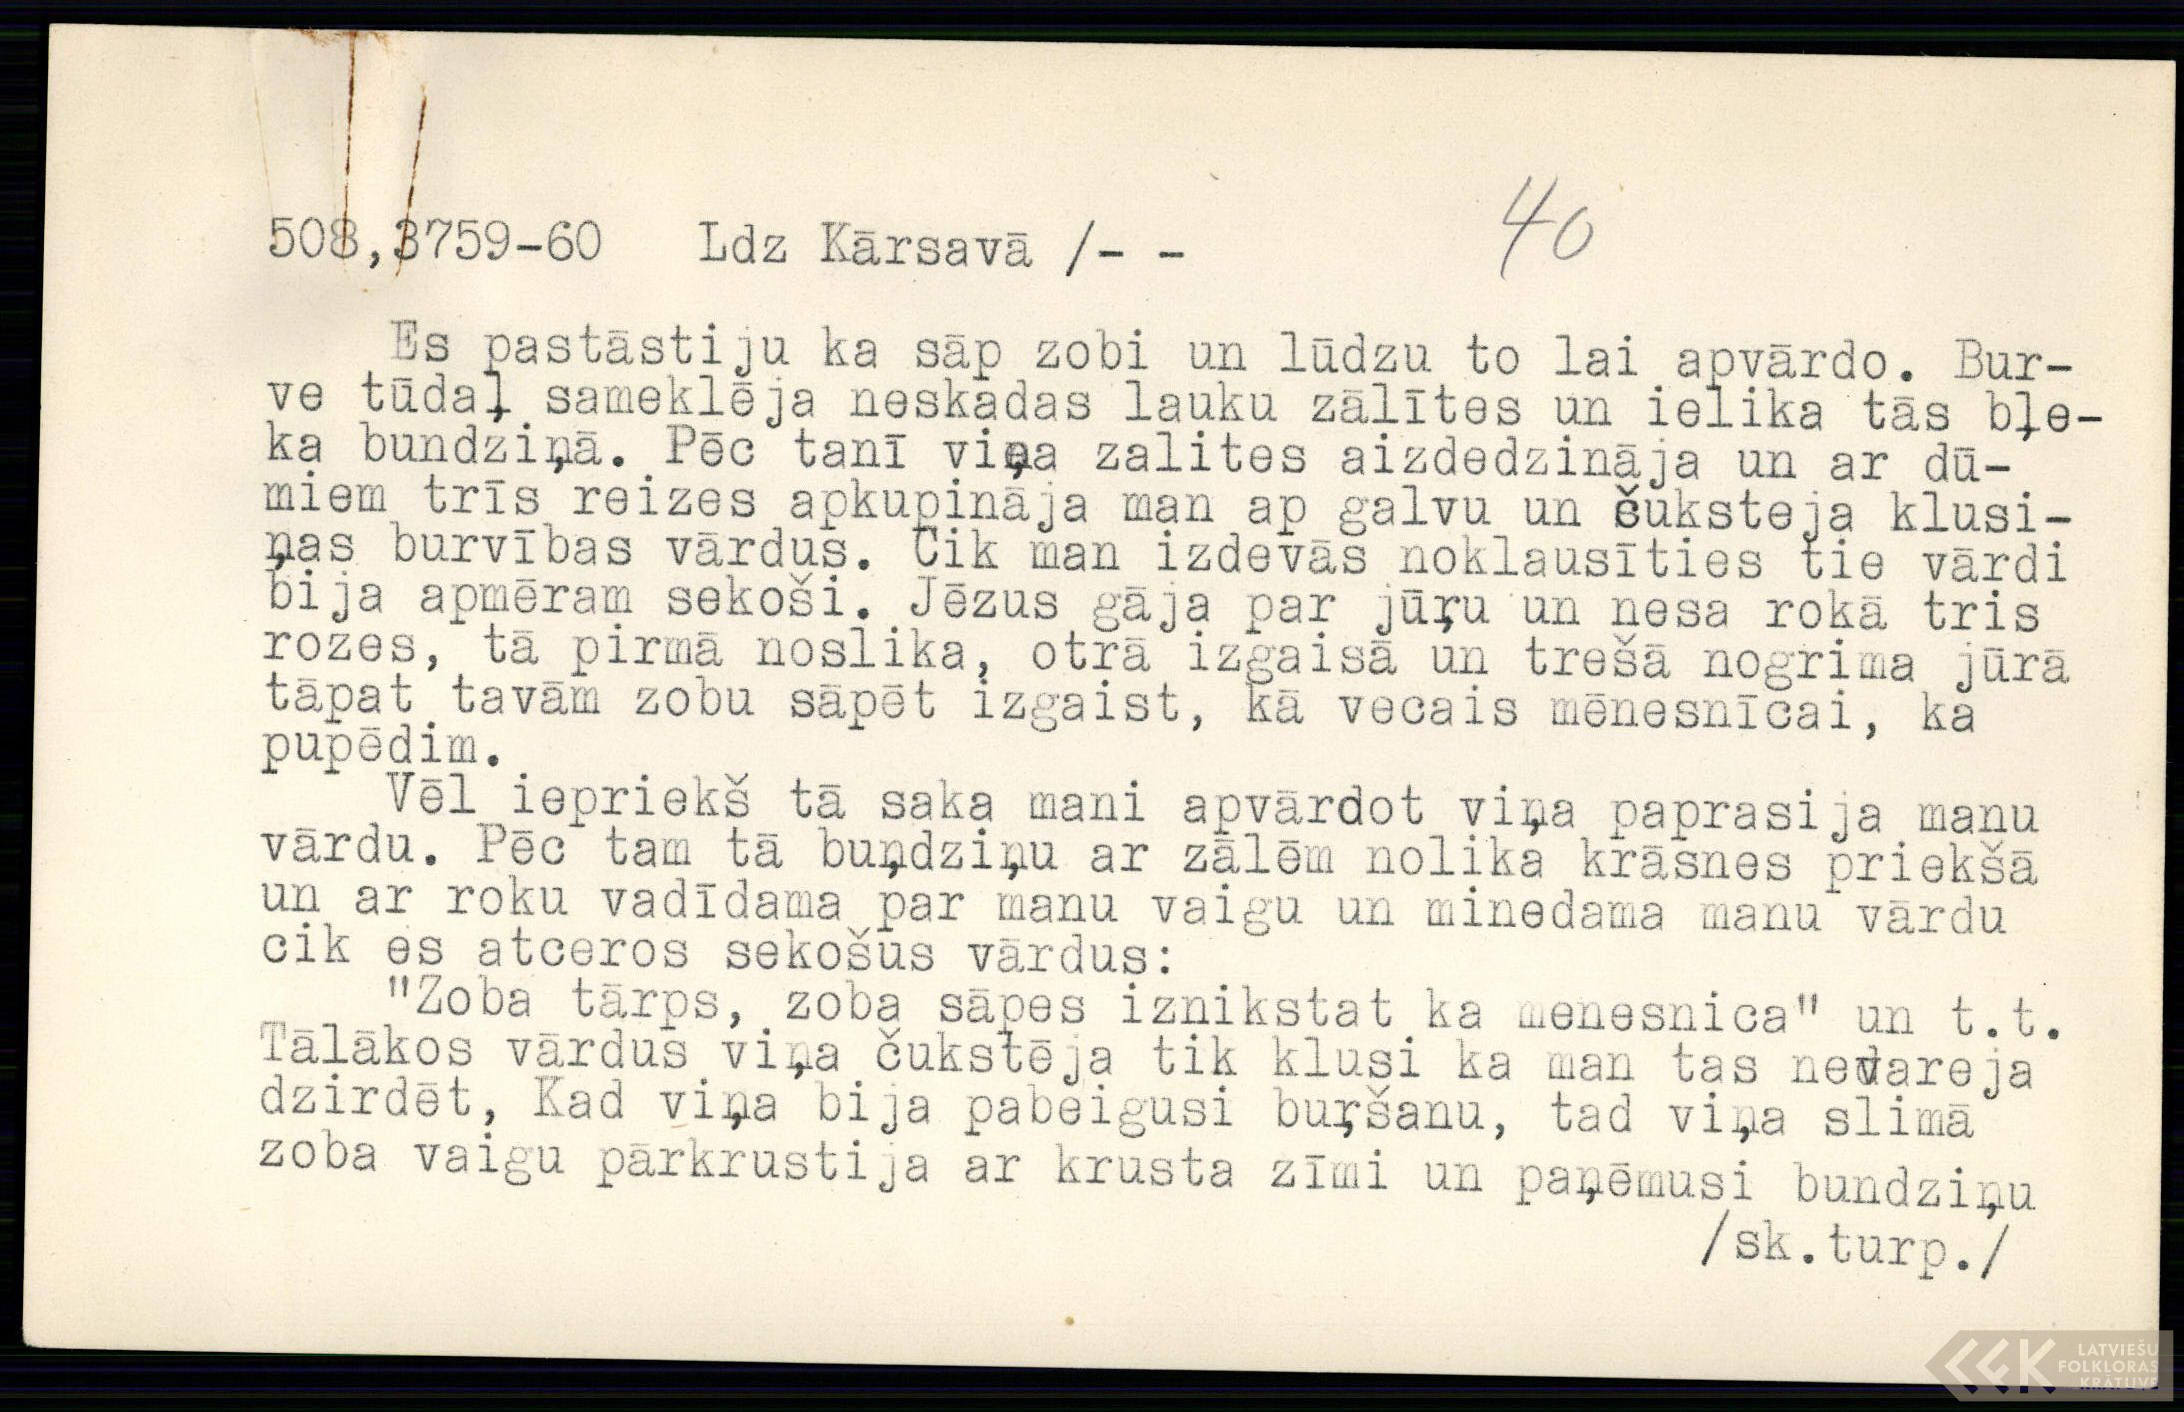 508,3759-60 Ldz Kārsavā /- -
40
Es pastāstiju ka sāp zobi un lūdzu to lai apvārdo. Bur-
ve tūdaļ sameklēja neskadas lauku zālītes un ielika tās bļe-
ka bundziņā. Pēc tanī viņa zalites aizdedzināja un ar dū-
miem trīs reizes apkupināja man ap galvu un čuksteja klusi-
ņas burvības vārdus. Cik man izdevās noklausīties tie vārdi
bija apmēram sekoši. Jēzus gāja par jūŗu un nesa rokā tris
rozes, tā pirmā noslika, otrā izgaisā un trešā nogrima jūrā
tāpat tavām zobu sāpēt izgaist, kā vecais mēnesnīcai, ka
pupēdim.
Vēl iepriekš tā saka mani apvārdot viņa paprasija manu
vārdu. Pēc tam tā buņdziņu ar zālēm nolika krāsnes priekšā
un ar roku vadīdama par manu vaigu un minedama manu vārdu
cik es atceros sekošus vārdus:
"Zoba tārps, zoba sāpes iznikstat ka menesnica" un t.t.
Tālākos vārdus viņa čukstēja tik klusi ka man tas nevareja
dzirdēt, Kad viņa bija pabeigusi buŗšanu, tad viņa slimā
zoba vaigu pārkrustija ar krusta zīmi un paņēmusi bundziņu
/sk.turp./
LATVIEŠU
FOLKLORAS
KRĀTUVE